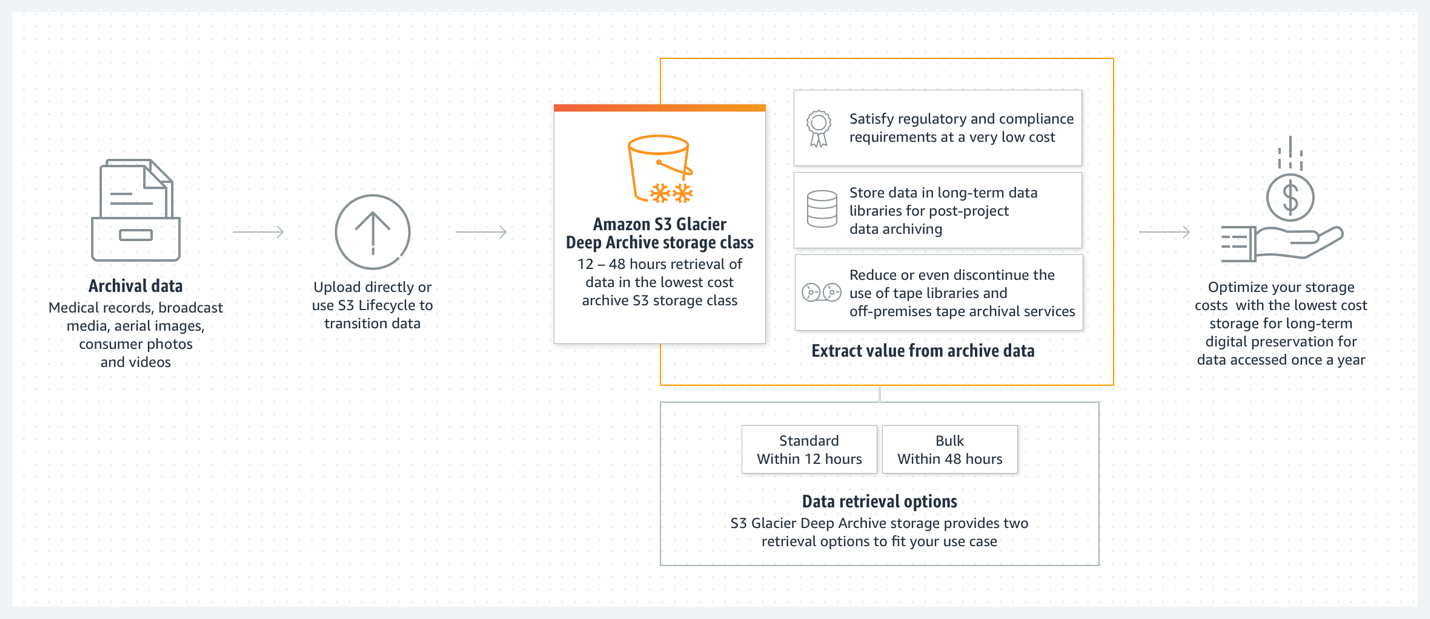 Archival data
Medical records, broadcast
media, aerial images,
consumer photos
and videos
Upload directly or
use S3 Lifecycle to
transition data
Amazon S3 Glacier
Deep Archive storage class
12 – 48 hours retrieval of
data in the lowest cost
archive S3 storage class
Satisfy regulatory and compliance
requirements at a very low cost
Store data in long-term data
libraries for post-project
data archiving
Reduce or even discontinue the
use of tape libraries and
off-premises tape archival services
Extract value from archive data
Standard
Within 12 hours
Bulk
Within 48 hours
Data retrieval options
S3 Glacier Deep Archive storage provides two
retrieval options to fit your use case
$
Optimize your storage
costs  with the lowest cost
storage for long-term
digital preservation for
data accessed once a year